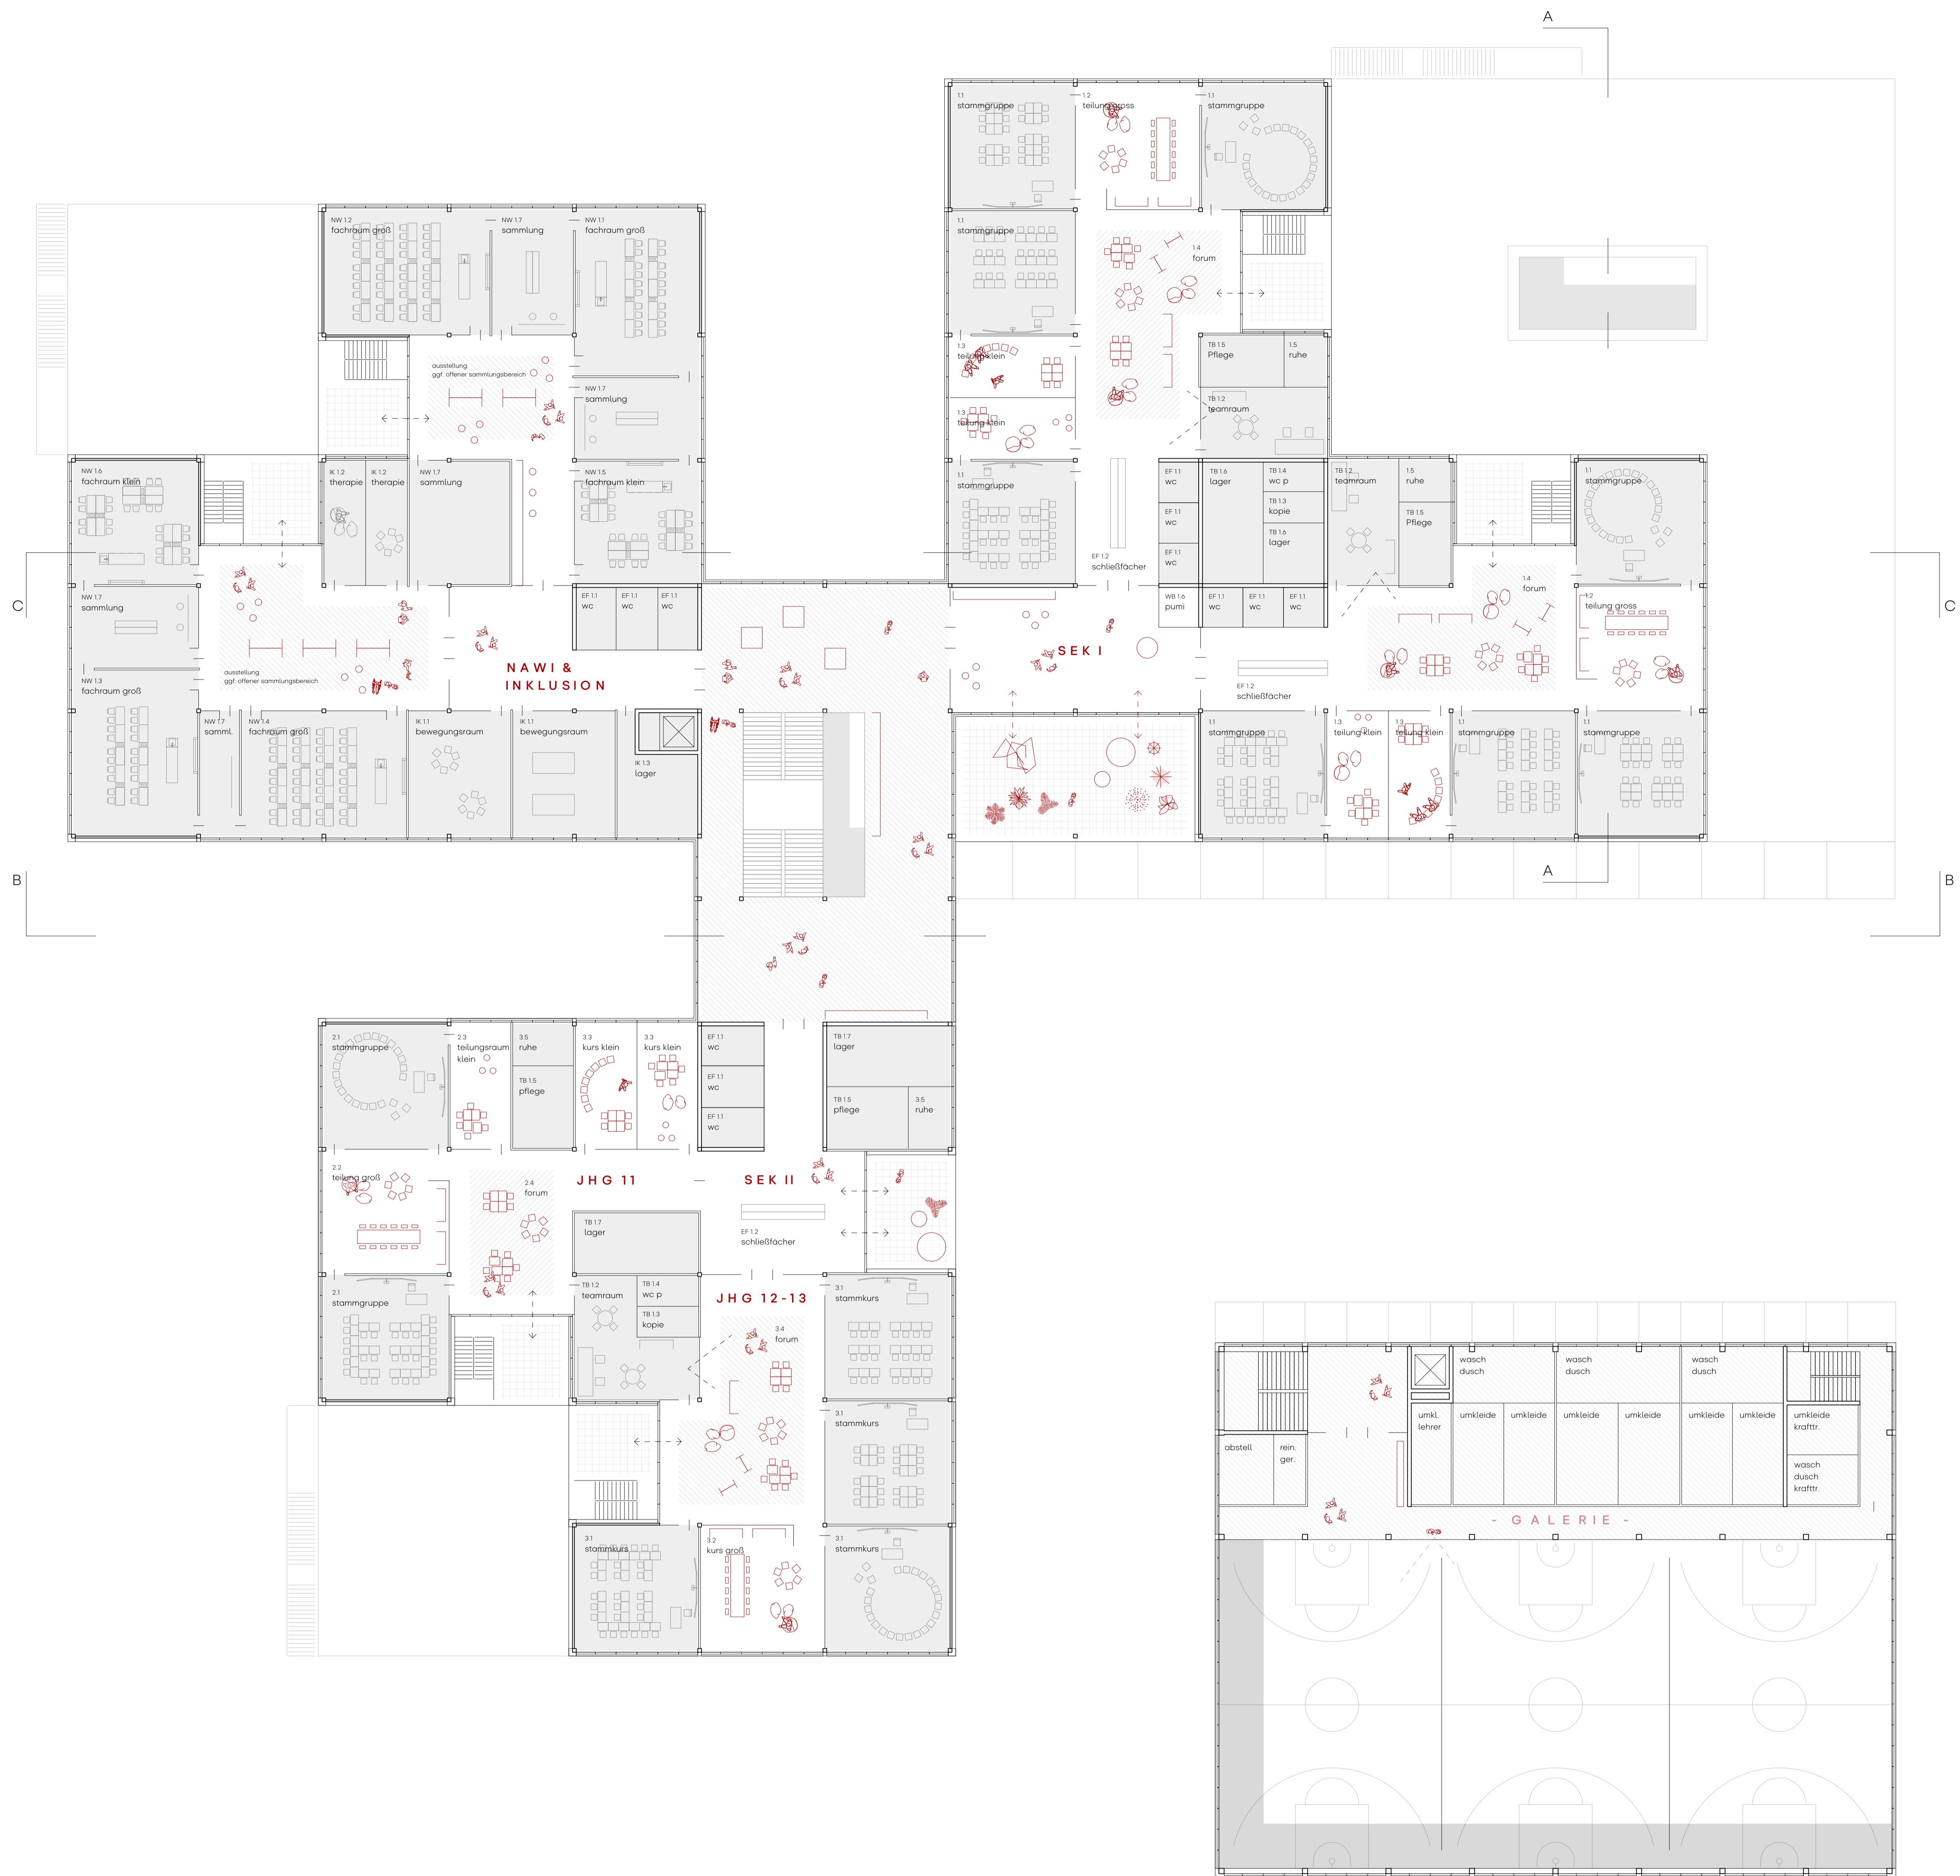 A
1.1
stammgruppe
1.2
teilung gross
1.1
stammgruppe
1.1
stammgruppe
1.4
forum
1.3
teilung klein
TB 1.5
Pflege
1.5
ruhe
1.3
teilung klein
TB 1.2
teamraum
1.1
stammgruppe
EF 1.2
schließfächer
EF 1.1
wc
EF 1.1
wc
EF 1.1
wc
TB 1.6
lager
TB 1.4
wc p
TB 1.3
kopie
TB 1.6
lager
TB 1.2
teamraum
1.5
ruhe
TB 1.5
Pflege
1.1
stammgruppe
1.4
forum
1.2
teilung gross
WB 1.6
pumi
EF 1.1
wc
EF 1.1
wc
EF 1.1
wc
SEK I
EF 1.2
schließfächer
1.1
stammgruppe
1.3
teilung klein
1.3
teilung klein
1.1
stammgruppe
1.1
stammgruppe
NW 1.2
fachraum groß
NW 1.7
sammlung
NW 1.1
fachraum groß
ausstellung
ggf. offener sammlungsbereich
NW 1.7
sammlung
NW 1.6
fachraum klein
IK 1.2
therapie
IK 1.2
therapie
NW 1.7
sammlung
NW 1.5
fachraum klein
NW 1.7
sammlung
EF 1.1
wc
EF 1.1
wc
EF 1.1
wc
ausstellung
ggf. offener sammlungsbereich
NAWI &
INKLUSION
NW 1.3
fachraum groß
NW 1.7
samml.
NW 1.4
fachraum groß
IK 1.1
bewegungsraum
IK 1.1
bewegungsraum
IK 1.3
lager
C
C
B
A
B
2.1
stammgruppe
2.3
teilungsraum
klein
3.5
ruhe
TB 1.5
pflege
3.3
kurs klein
3.3
kurs klein
EF 1.1
wc
EF 1.1
wc
EF 1.1
wc
TB 1.7
lager
TB 1.5
pflege
3.5
ruhe
2.2
teilung groß
2.4
forum
JHG 11
SEK II
TB 1.7
lager
EF 1.2
schließfächer
2.1
stammgruppe
TB 1.2
teamraum
TB 1.4
wc p
TB 1.3
kopie
JHG 12-13
3.4
forum
3.1
stammkurs
3.1
stammkurs
3.1
stammkurs
3.2
kurs groß
3.1
stammkurs
wasch
dusch
wasch
dusch
wasch
dusch
umkl.
lehrer
umkleide
umkleide
umkleide
umkleide
umkleide
umkleide
umkleide
krafttr.
abstell
rein.
ger.
wasch
dusch
krafttr.
- GALERIE -